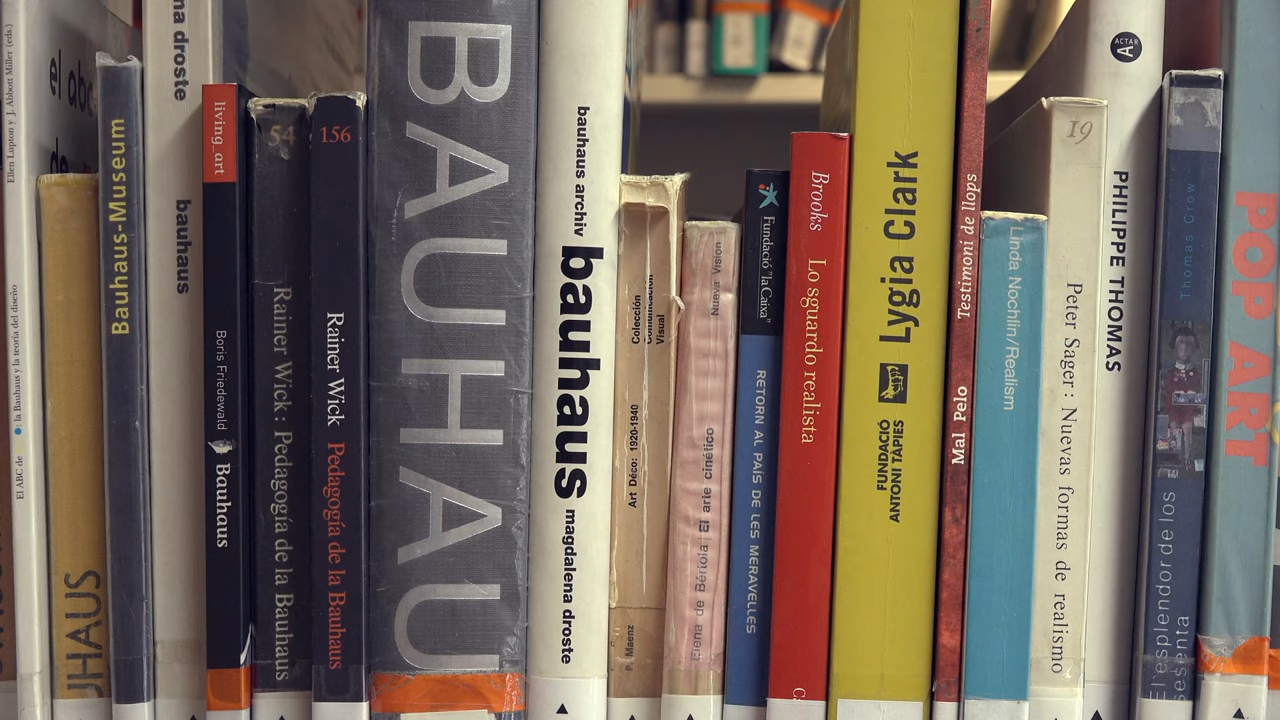 Ellen Lupton y J. Abbott Miller (eds.)
El ABC de
: la Bauhaus y la teoría del diseño
el abc
de
UHAUS
Bauhaus-Museum
na droste
bauhaus
living_art
Boris Friedewald
Bauhaus
54
Rainer Wick: Pedagogía de la Bauhaus
156
Rainer Wick Pedagogía de la Bauhaus
BAUHAU
bauhaus archiv
bauhaus
magdalena droste
Colección
Comunicación
Visual
Art Déco: 1920-1940
P. Maenz
Nueva Visión
de Bértola El arte cinético
Fundació "la Caixa"
RETORN AL PAÍS DE LES MERAVELLES
Brooks Lo sguardo realista
Lygia Clark
FUNDACIÓ
ANTONI TÀPIES
Testimoni de llops
Mal Pelo
Linda Nochlin/Realism
19
Peter Sager: Nuevas formas de realismo
ACTAR
A
PHILIPPE THOMAS
Thomas Crow
El esplendor de los
sesenta
POP ART